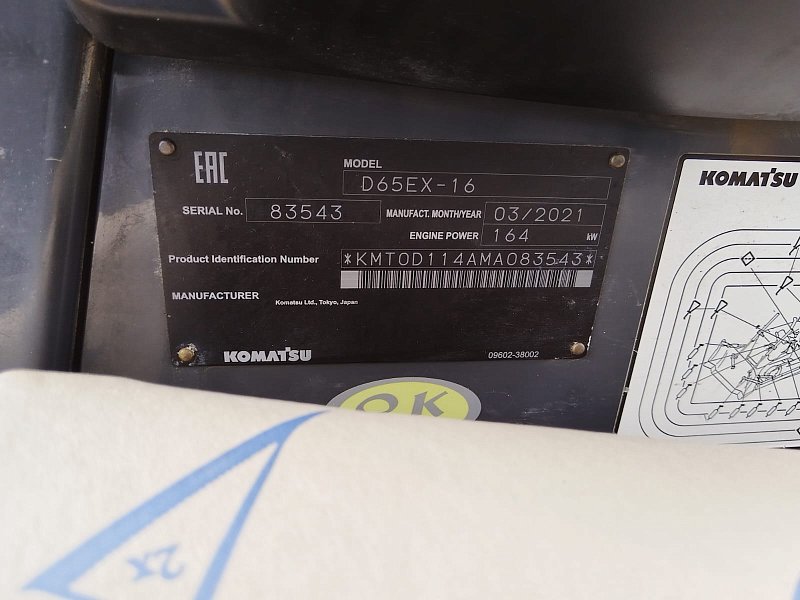 EAC
MODEL
D65EX-16
SERIAL No. 83543 MANUFACT. MONTH/YEAR 03/2021
ENGINE POWER 164 kW
Product Identification Number *KMT0D114AMA083543*
MANUFACTURER Komatsu Ltd., Tokyo, Japan
KOMATSU 09602-38002
KOMATSU
OK